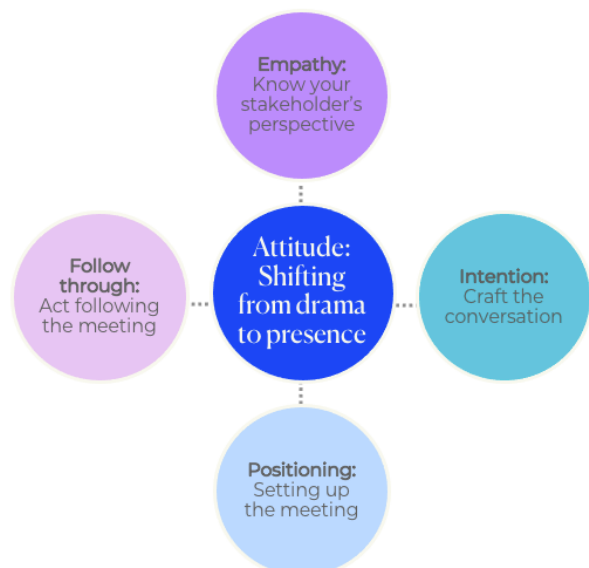 Empathy:
Know your
stakeholder's
perspective
Attitude:
Shifting
from drama
to presence
Intention:
Craft the
conversation
Positioning:
Setting up
the meeting
Follow
through:
Act following
the meeting